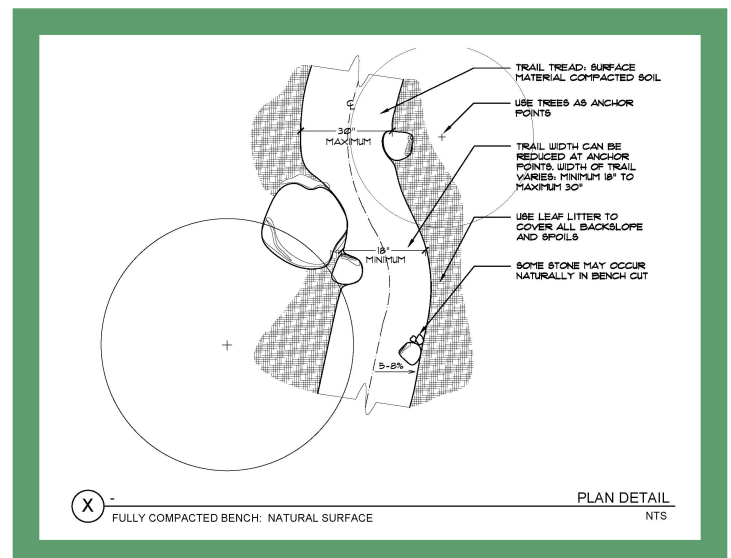 TRAIL TREAD: SURFACE
MATERIAL COMPACTED SOIL
USE TREES AS ANCHOR
POINTS
TRAIL WIDTH CAN BE
REDUCED AT ANCHOR
POINTS. WIDTH OF TRAIL
VARIES: MINIMUM 18" TO
MAXIMUM 30"
USE LEAF LITTER TO
COVER ALL BACKSLOPE
AND SPOILS
SOME STONE MAY OCCUR
NATURALLY IN BENCH CUT
℄
30"
MAXIMUM
18"
MINIMUM
5-8%
X
-
PLAN DETAIL
FULLY COMPACTED BENCH: NATURAL SURFACE
NTS